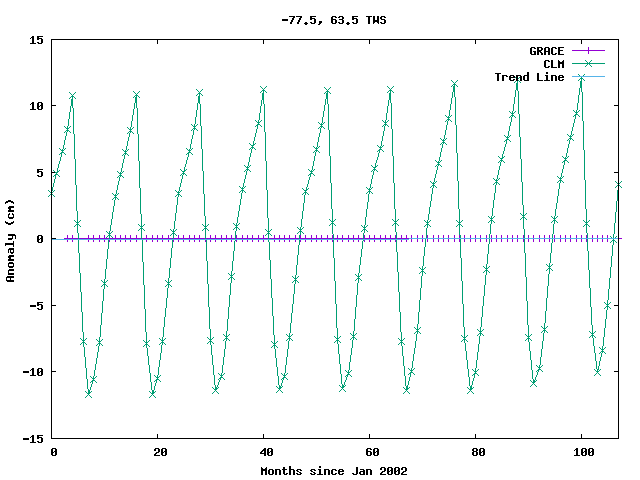 -77.5, 63.5 TWS
GRACE
CLM
Trend Line
15
10
5
0
-5
-10
-15
Anomaly (cm)
0 20 40 60 80 100
Months since Jan 2002